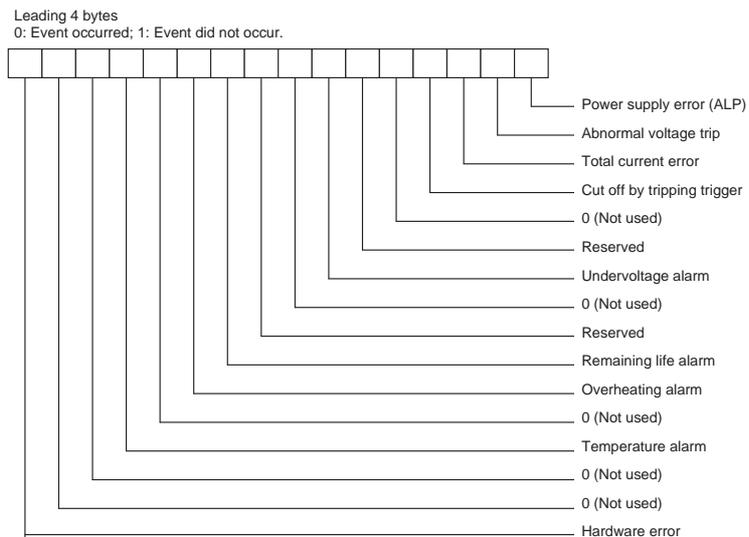 Leading 4 bytes
0: Event occurred; 1: Event did not occur.
Power supply error (ALP)
Abnormal voltage trip
Total current error
Cut off by tripping trigger
0 (Not used)
Reserved
Undervoltage alarm
0 (Not used)
Reserved
Remaining life alarm
Overheating alarm
0 (Not used)
Temperature alarm
0 (Not used)
0 (Not used)
Hardware error